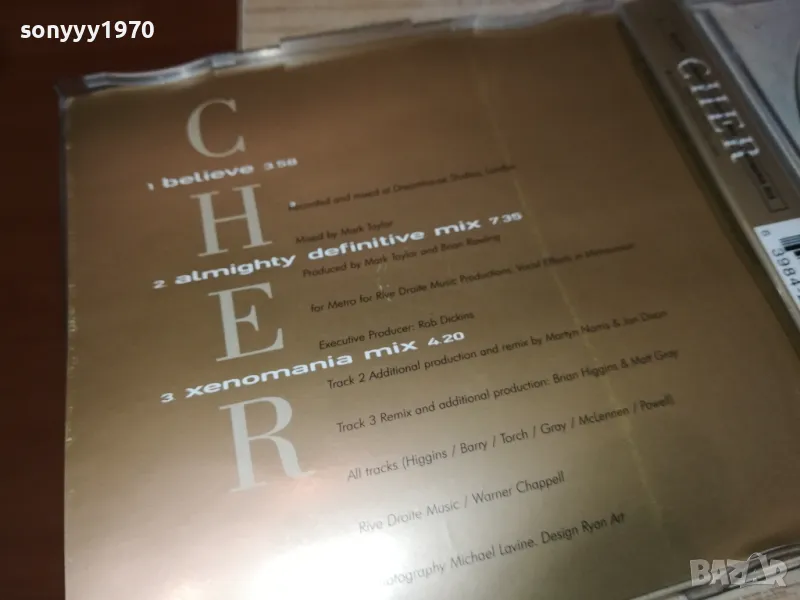 sonyyy1970
C
H
E
R
1 believe 3.58
Recorded and mixed at Dreamhouse Studios, London
Mixed by Mark Taylor
2 almighty definitive mix 7.35
Produced by Mark Taylor and Brian Rawling
for Metro for Rive Droite Music Productions, Vocal Effects
Executive Producer: Rob Dickins
3 xenomania mix 4.20
Track 2 Additional production and remix by Martyn Norris & Jon Dixon
Track 3 Remix and additional production: Brian Higgins & Matt Gray
All tracks (Higgins / Barry / Torch / Gray / McLennen / Powell)
Rive Droite Music / Warner Chappell
Photography Michael Lavine. Design Ryan Art
CHER
BAZAR
bg